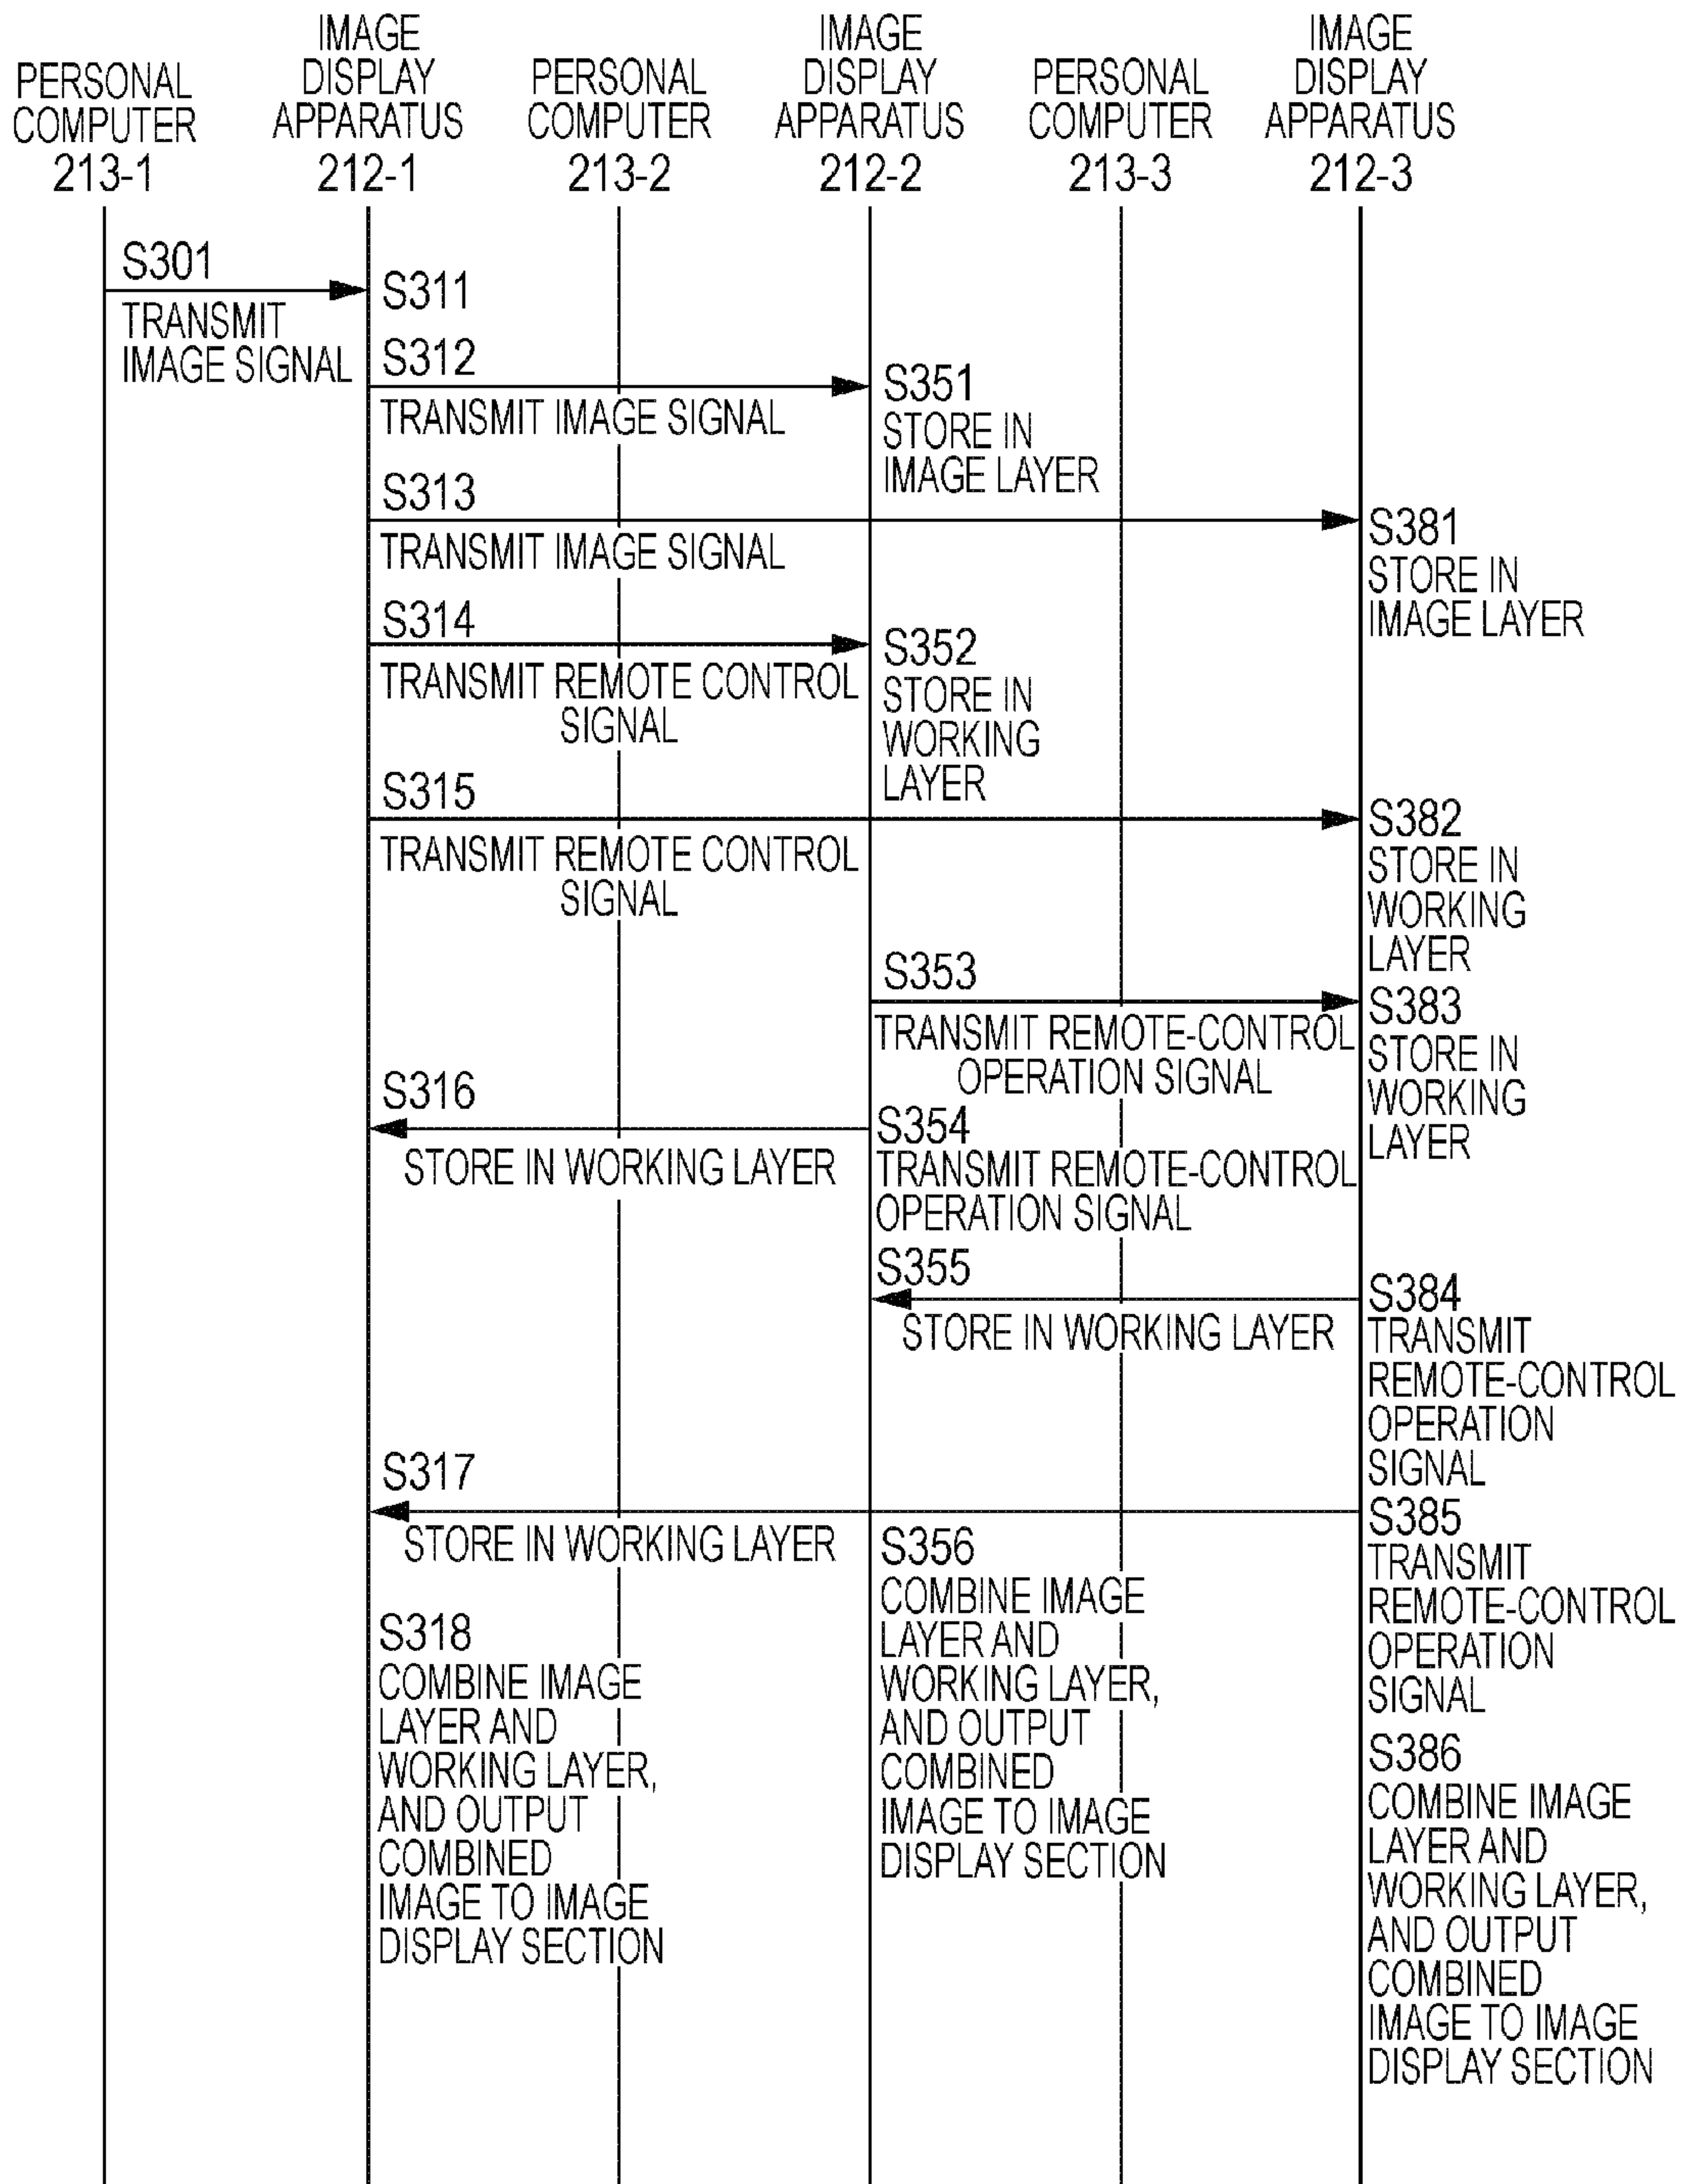 PERSONAL
COMPUTER
213-1
IMAGE
DISPLAY
APPARATUS
212-1
PERSONAL
COMPUTER
213-2
IMAGE
DISPLAY
APPARATUS
212-2
PERSONAL
COMPUTER
213-3
IMAGE
DISPLAY
APPARATUS
212-3
S301
TRANSMIT
IMAGE SIGNAL
S311
S312
TRANSMIT IMAGE SIGNAL
S351
STORE IN
IMAGE LAYER
S313
TRANSMIT IMAGE SIGNAL
S381
STORE IN
IMAGE LAYER
S314
TRANSMIT REMOTE CONTROL
SIGNAL
S352
STORE IN
WORKING
LAYER
S315
TRANSMIT REMOTE CONTROL
SIGNAL
S382
STORE IN
WORKING
LAYER
S353
TRANSMIT REMOTE-CONTROL
OPERATION SIGNAL
S383
STORE IN
WORKING
LAYER
S316
STORE IN WORKING LAYER
S354
TRANSMIT REMOTE-CONTROL
OPERATION SIGNAL
S355
STORE IN WORKING LAYER
S384
TRANSMIT
REMOTE-CONTROL
OPERATION
SIGNAL
S317
STORE IN WORKING LAYER
S385
TRANSMIT
REMOTE-CONTROL
OPERATION
SIGNAL
S356
COMBINE IMAGE
LAYER AND
WORKING LAYER,
AND OUTPUT
COMBINED
IMAGE TO IMAGE
DISPLAY SECTION
S318
COMBINE IMAGE
LAYER AND
WORKING LAYER,
AND OUTPUT
COMBINED
IMAGE TO IMAGE
DISPLAY SECTION
S386
COMBINE IMAGE
LAYER AND
WORKING LAYER,
AND OUTPUT
COMBINED
IMAGE TO IMAGE
DISPLAY SECTION